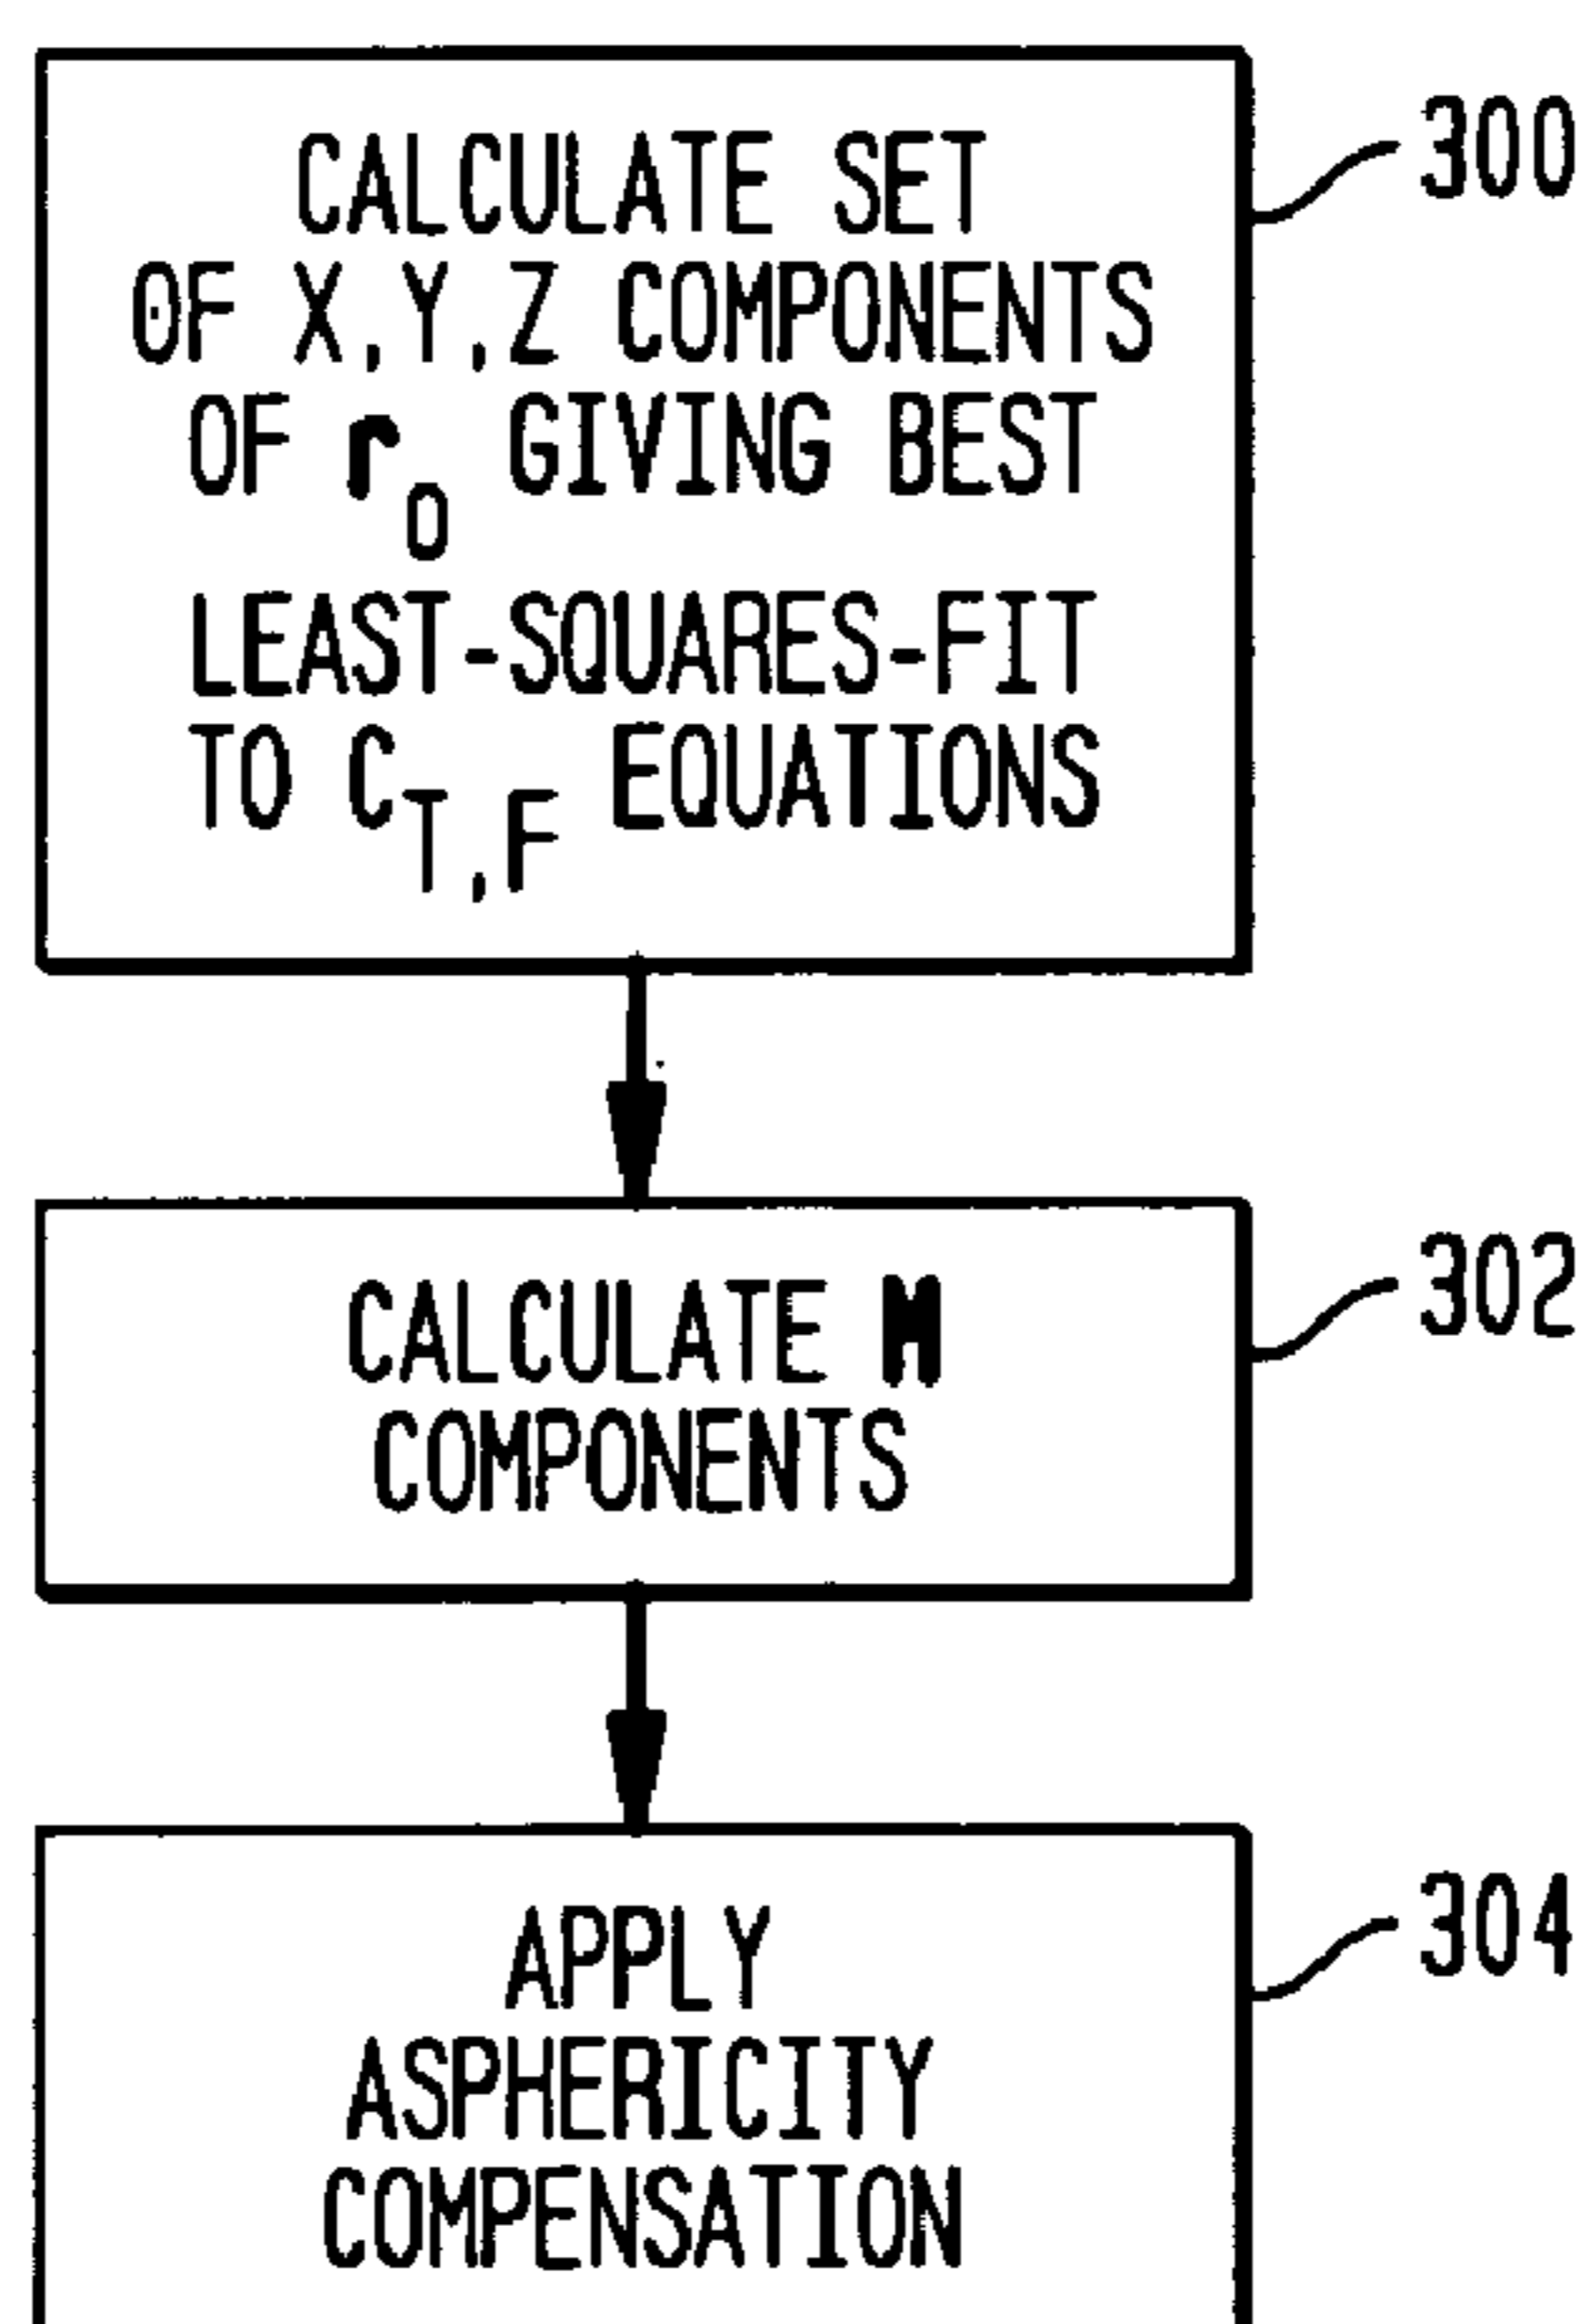 CALCULATE SET
OF X,Y,Z COMPONENTS
OF r₀ GIVING BEST
LEAST-SQUARES-FIT
TO C_T,F EQUATIONS
300
CALCULATE M
COMPONENTS
302
APPLY
ASPHERICITY
COMPENSATION
304